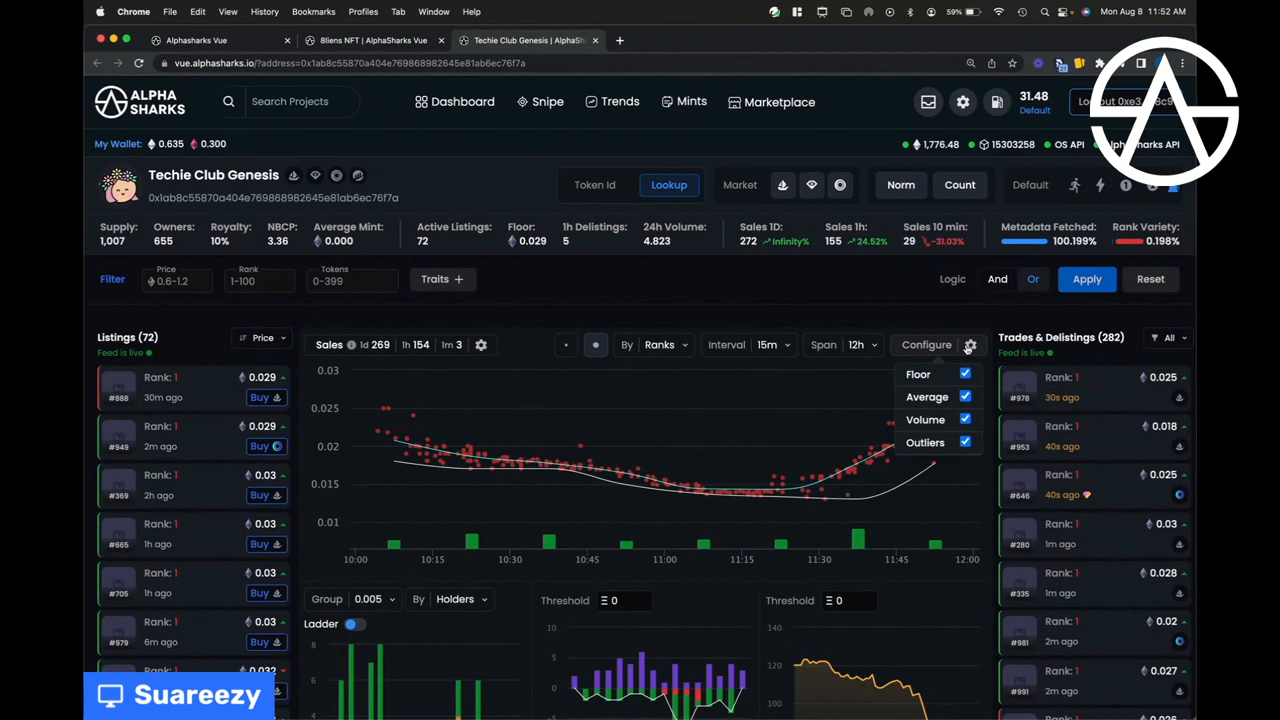 Chrome File Edit View History Bookmarks Profiles Tab Window Help 59% Mon Aug 8 11:52 AM
Alphasharks Vue 8liens NFT | AlphaSharks Vue Techie Club Genesis | AlphaSh
vue.alphasharks.io/?address=0x1ab8c55870a404e769868982645e81ab6ec76f7a 21
ALPHA
SHARKS
Search Projects
Dashboard Snipe Trends Mints Marketplace
31.48
Default
My Wallet: 0.635 0.300 1,776.48 15303258 OS API API
Techie Club Genesis
0x1ab8c55870a404e769868982645e81ab6ec76f7a
Token Id Lookup Market Norm Count Default
Supply: Owners: Royalty: NBCP: Average Mint: Active Listings: Floor: 1h Delistings: 24h Volume: Sales 1D: Sales 1h: Sales 10 min: Metadata Fetched: Rank Variety:
1,007 655 10% 3.36 0.000 72 0.029 5 4.823 272 Infinity% 155 24.52% 29 -31.03% 100.199% 0.198%
Filter Price 0.6-1.2 Rank 1-100 Tokens 0-399 Traits + Logic And Or Apply Reset
Listings (72) Price
Feed is live
#888 Rank: 1 0.029
30m ago Buy
#949 Rank: 1 0.029
2m ago Buy
#369 Rank: 1 0.03
2h ago Buy
#665 Rank: 1 0.03
1h ago Buy
#705 Rank: 1 0.03
1h ago Buy
#979 Rank: 1 0.03
6m ago Buy
Sales 1d 269 1h 154 1m 3 By Ranks Interval 15m Span 12h Configure
Floor
Average
Volume
Outliers
0.03
0.025
0.02
0.015
0.01
10:00 10:15 10:30 10:45 11:00 11:15 11:30 11:45 12:00
Group 0.005 By Holders
Ladder
8
6
4
Threshold 0
10
5
0
Threshold 0
140
120
100
Trades & Delistings (282) All
Feed is live
#978 Rank: 1 0.025
30s ago
#953 Rank: 1 0.018
40s ago
#646 Rank: 1 0.025
40s ago
#280 Rank: 1 0.03
1m ago
#335 Rank: 1 0.028
1m ago
#981 Rank: 1 0.02
2m ago
#991 Rank: 1 0.027
2m ago
Suareezy